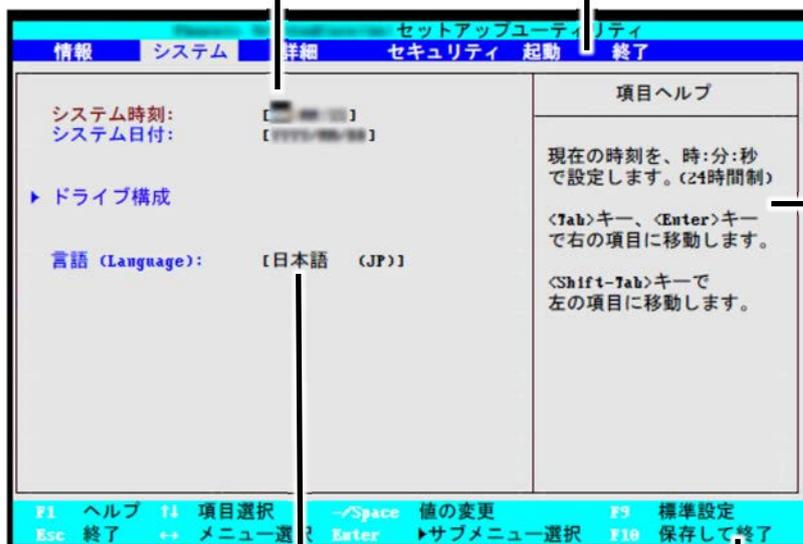 セットアップユーティリティ
情報 システム 詳細 セキュリティ 起動 終了
システム時刻:
システム日付:
▶ ドライブ構成
言語 (Language): [日本語 (JP)]
項目ヘルプ
現在の時刻を、時:分:秒
で設定します。(24時間制)
<Tab>キー、<Enter>キー
で右の項目に移動します。
<Shift-Tab>キーで
左の項目に移動します。
F1 ヘルプ ↑↓ 項目選択 -/Space 値の変更 F9 標準設定
Esc 終了 ↔ メニュー選択 Enter ▶サブメニュー選択 F10 保存して終了